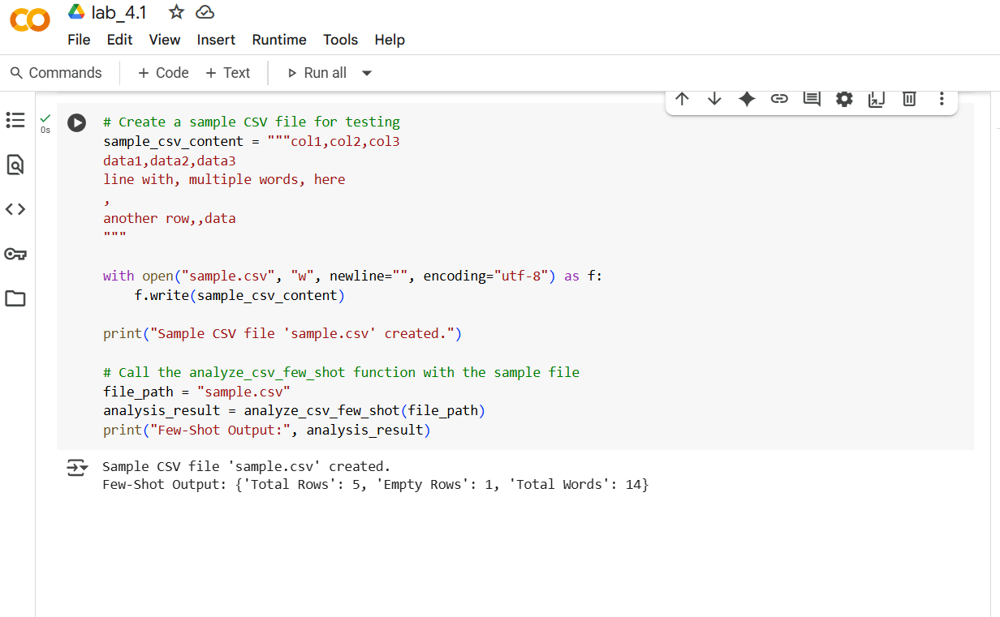 lab_4.1
File Edit View Insert Runtime Tools Help
Commands + Code + Text Run all
0s
# Create a sample CSV file for testing
sample_csv_content = """col1,col2,col3
data1,data2,data3
line with, multiple words, here
,
another row,,data
"""
with open("sample.csv", "w", newline="", encoding="utf-8") as f:
    f.write(sample_csv_content)
print("Sample CSV file 'sample.csv' created.")
# Call the analyze_csv_few_shot function with the sample file
file_path = "sample.csv"
analysis_result = analyze_csv_few_shot(file_path)
print("Few-Shot Output:", analysis_result)
Sample CSV file 'sample.csv' created.
Few-Shot Output: {'Total Rows': 5, 'Empty Rows': 1, 'Total Words': 14}